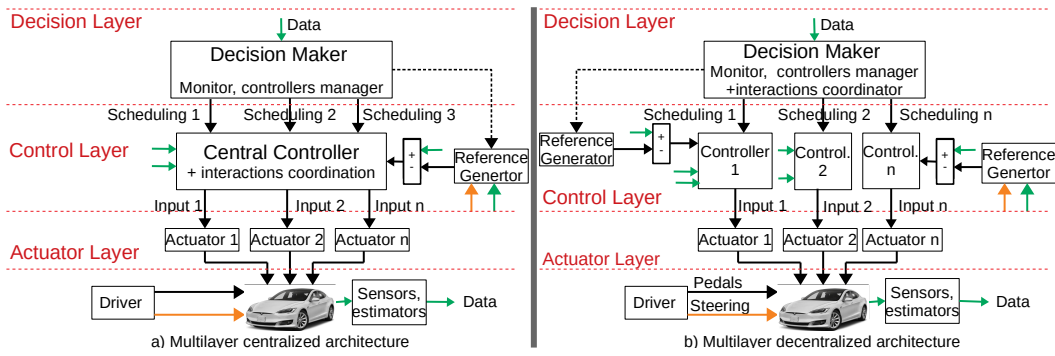 Decision Layer
Data
Decision Maker
Monitor, controllers manager
Scheduling 1
Scheduling 2
Scheduling 3
Control Layer
Central Controller
+ interactions coordination
+
-
Reference
Genertor
Input 1
Input 2
Input n
Actuator Layer
Actuator 1
Actuator 2
Actuator n
Driver
Sensors,
estimators
Data
a) Multilayer centralized architecture
Decision Layer
Data
Decision Maker
Monitor, controllers manager
+interactions coordinator
Scheduling 1
Scheduling 2
Scheduling n
Reference
Generator
+
-
Controller
1
Control.
2
Control.
n
+
-
Reference
Genertor
Control Layer
Input 1
Input 2
Input n
Actuator 1
Actuator 2
Actuator n
Actuator Layer
Driver
Pedals
Steering
Sensors,
estimators
Data
b) Multilayer decentralized architecture